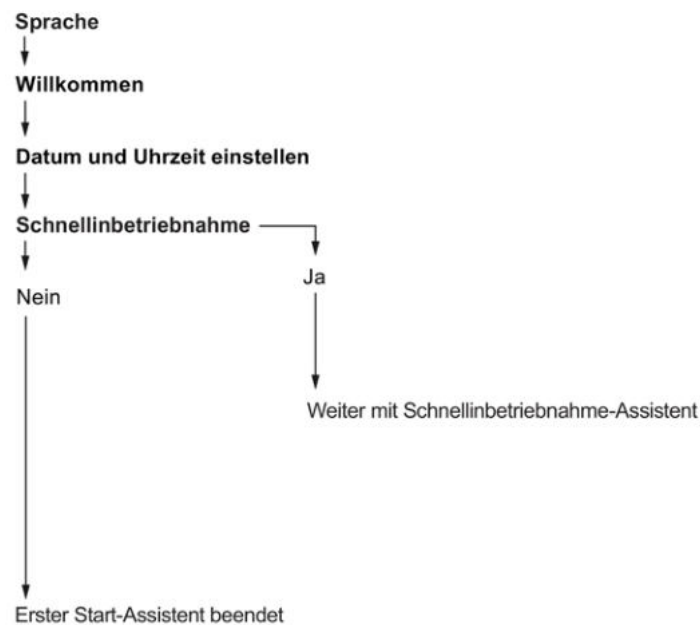 Sprache
Willkommen
Datum und Uhrzeit einstellen
Schnellinbetriebnahme
Ja
Nein
Weiter mit Schnellinbetriebnahme-Assistent
Erster Start-Assistent beendet